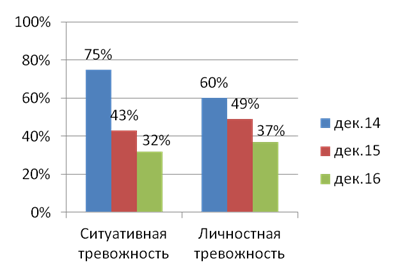 100%
80%
60%
40%
20%
0%
75%
43%
32%
60%
49%
37%
Ситуативная
тревожность
Личностная
тревожность
дек.14
дек.15
дек.16